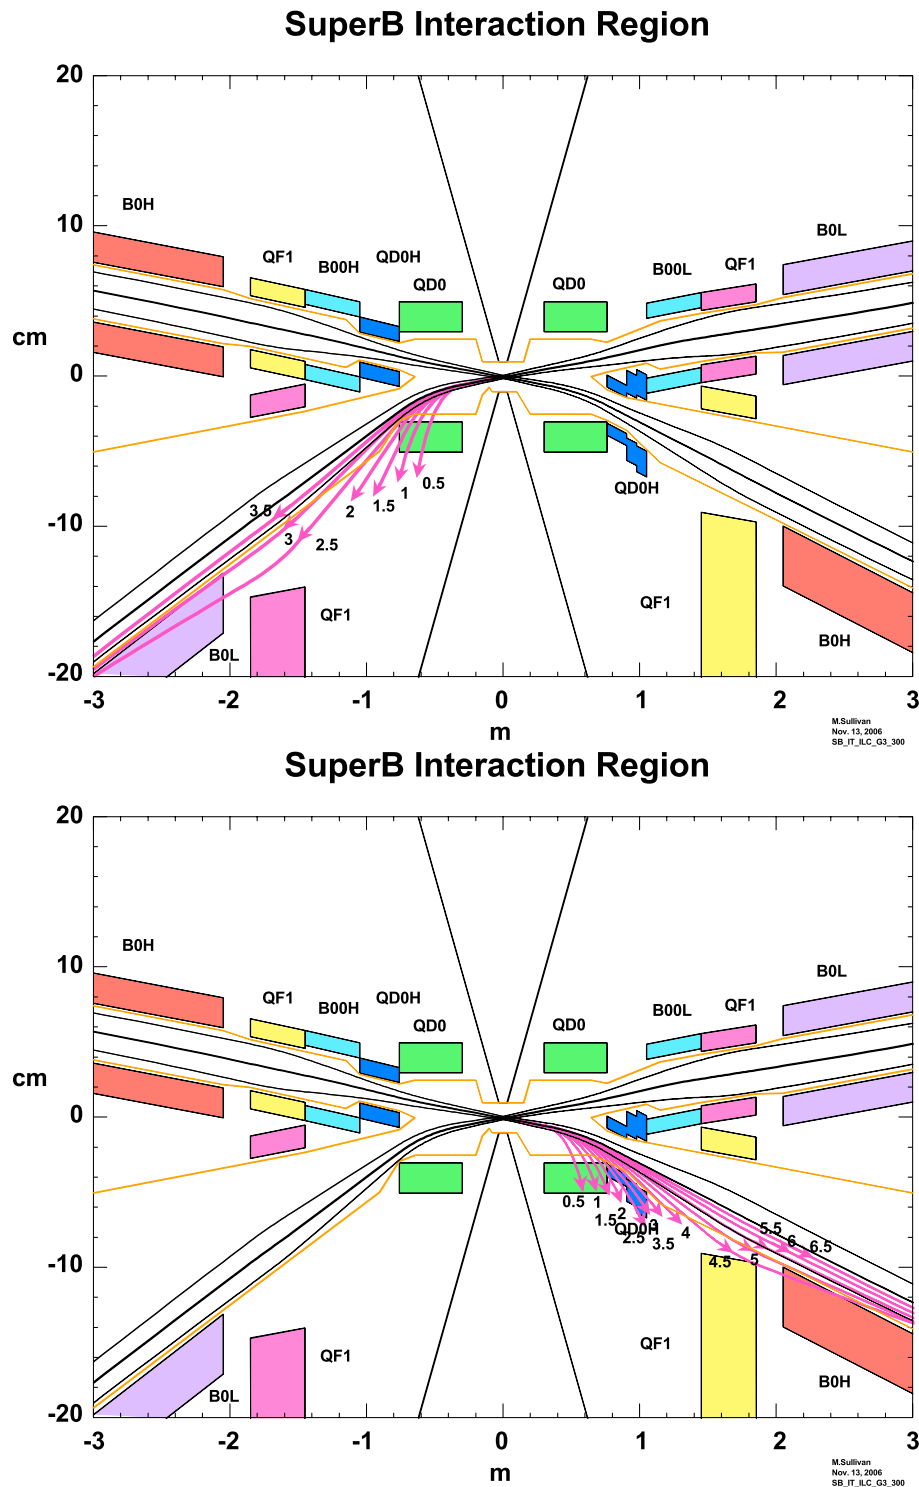 SuperB Interaction Region
20
B0H
10
QF1
B00H
QD0H
QD0
QD0
B00L
QF1
B0L
cm
0
0.5
1
1.5
2
2.5
3
3.5
QD0H
-10
QF1
B0L
QF1
B0H
-20
-3
-2
-1
0
1
2
3
m
M.Sullivan
Nov. 13, 2006
SB_IT_ILC_G3_300
SuperB Interaction Region
20
B0H
10
QF1
B00H
QD0H
QD0
QD0
B00L
QF1
B0L
cm
0
0.5
1
1.5
2
QD0H
2.5
3
3.5
4
4.5
5
5.5
6
6.5
-10
QF1
B0L
QF1
B0H
-20
-3
-2
-1
0
1
2
3
m
M.Sullivan
Nov. 13, 2006
SB_IT_ILC_G3_300